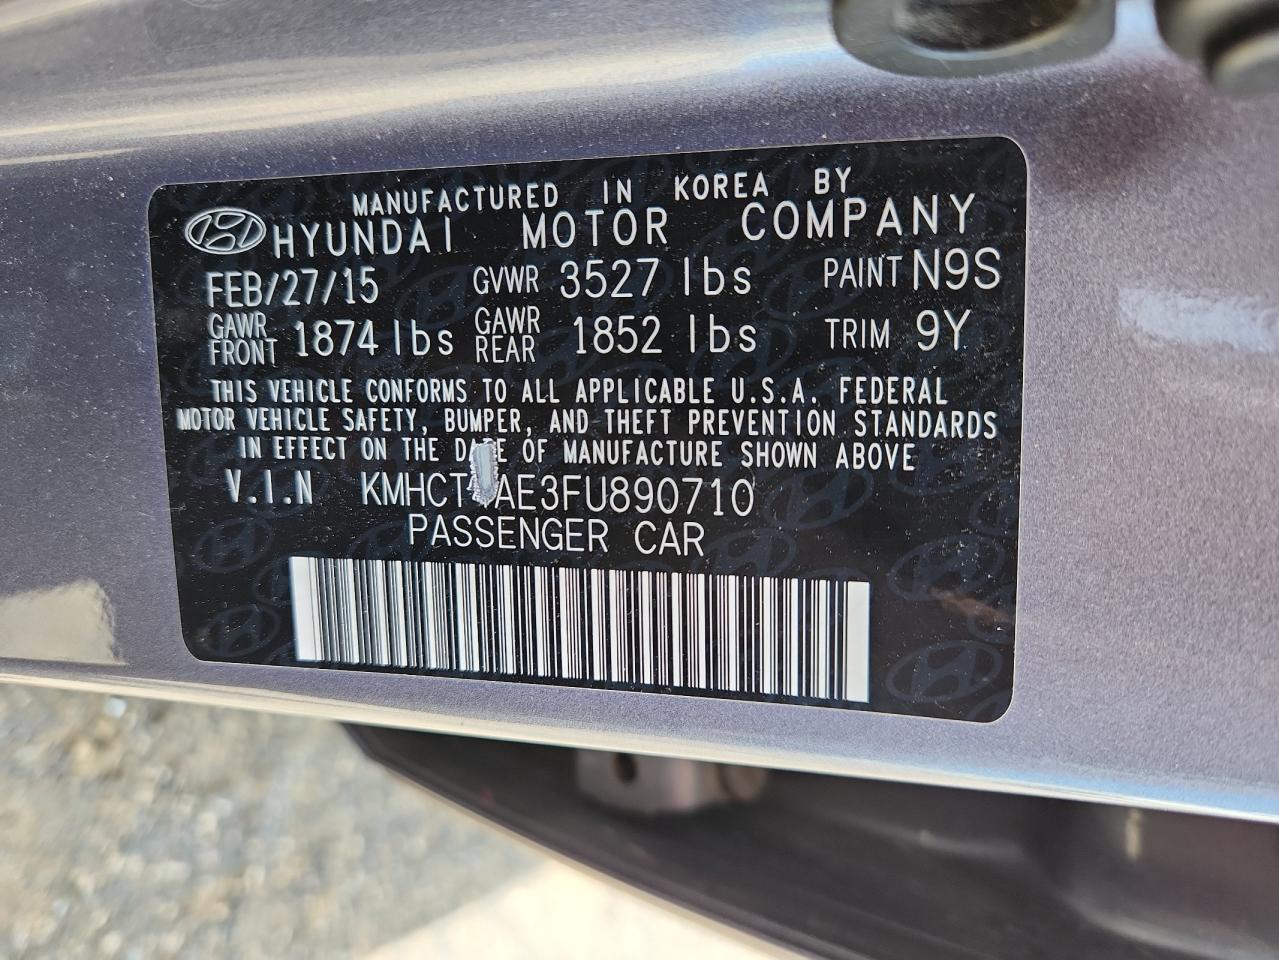 MANUFACTURED IN KOREA BY
HYUNDAI MOTOR COMPANY
FEB/27/15 GVWR 3527 lbs PAINT N9S
GAWR FRONT 1874 lbs GAWR REAR 1852 lbs TRIM 9Y
THIS VEHICLE CONFORMS TO ALL APPLICABLE U.S.A. FEDERAL
MOTOR VEHICLE SAFETY, BUMPER, AND THEFT PREVENTION STANDARDS
IN EFFECT ON THE DATE OF MANUFACTURE SHOWN ABOVE
V.I.N KMHCT4AE3FU890710
PASSENGER CAR